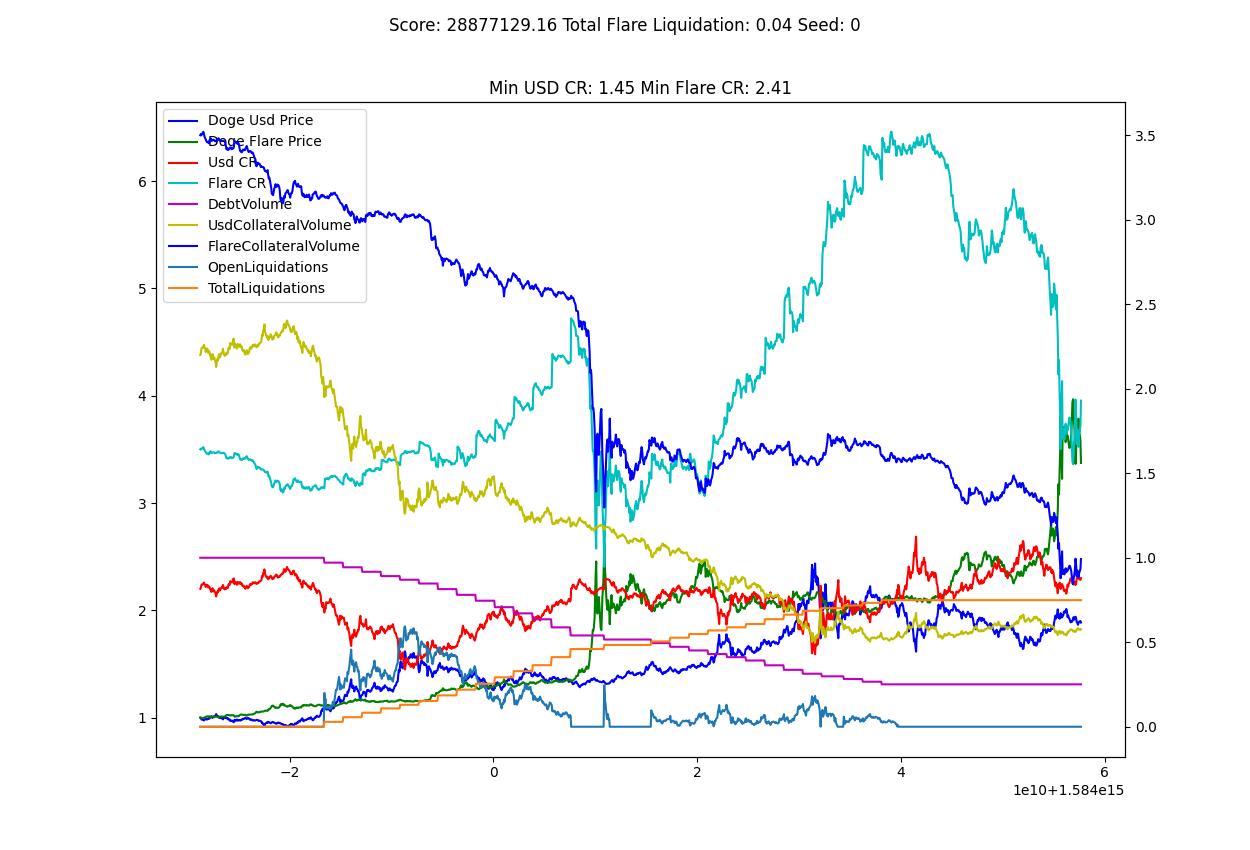 Score: 28877129.16 Total Flare Liquidation: 0.04 Seed: 0
Min USD CR: 1.45 Min Flare CR: 2.41
Doge Usd Price
Doge Flare Price
Usd CR
Flare CR
DebtVolume
UsdCollateralVolume
FlareCollateralVolume
OpenLiquidations
TotalLiquidations
6
5
4
3
2
1
3.5
3.0
2.5
2.0
1.5
1.0
0.5
0.0
−2
0
2
4
6
1e10+1.584e15